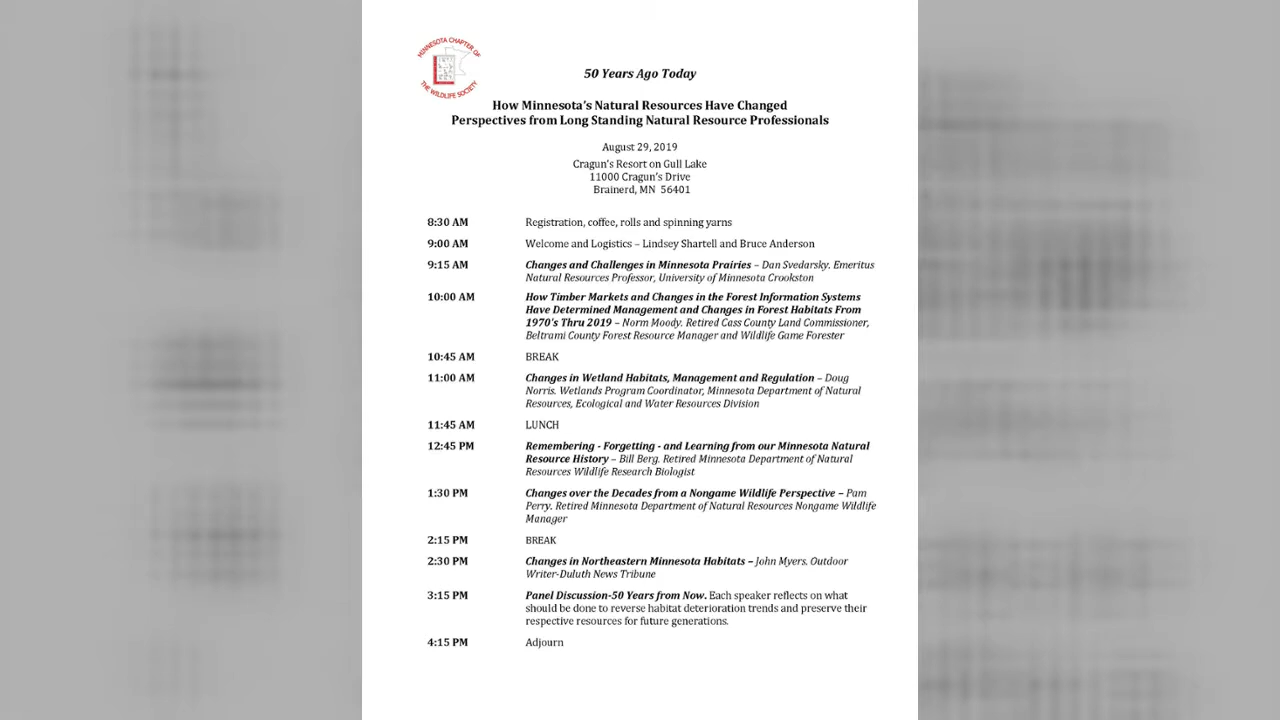 MINNESOTA CHAPTER OF
THE WILDLIFE SOCIETY
50 Years Ago Today
How Minnesota's Natural Resources Have Changed
Perspectives from Long Standing Natural Resource Professionals
August 29, 2019
Cragun's Resort on Gull Lake
11000 Cragun's Drive
Brainerd, MN 56401
8:30 AM Registration, coffee, rolls and spinning yarns
9:00 AM Welcome and Logistics – Lindsey Shartell and Bruce Anderson
9:15 AM Changes and Challenges in Minnesota Prairies – Dan Svedarsky. Emeritus
Natural Resources Professor, University of Minnesota Crookston
10:00 AM How Timber Markets and Changes in the Forest Information Systems
Have Determined Management and Changes in Forest Habitats From
1970's Thru 2019 – Norm Moody. Retired Cass County Land Commissioner,
Beltrami County Forest Resource Manager and Wildlife Game Forester
10:45 AM BREAK
11:00 AM Changes in Wetland Habitats, Management and Regulation – Doug
Norris. Wetlands Program Coordinator, Minnesota Department of Natural
Resources, Ecological and Water Resources Division
11:45 AM LUNCH
12:45 PM Remembering - Forgetting - and Learning from our Minnesota Natural
Resource History – Bill Berg. Retired Minnesota Department of Natural
Resources Wildlife Research Biologist
1:30 PM Changes over the Decades from a Nongame Wildlife Perspective – Pam
Perry. Retired Minnesota Department of Natural Resources Nongame Wildlife
Manager
2:15 PM BREAK
2:30 PM Changes in Northeastern Minnesota Habitats – John Myers. Outdoor
Writer-Duluth News Tribune
3:15 PM Panel Discussion-50 Years from Now. Each speaker reflects on what
should be done to reverse habitat deterioration trends and preserve their
respective resources for future generations.
4:15 PM Adjourn